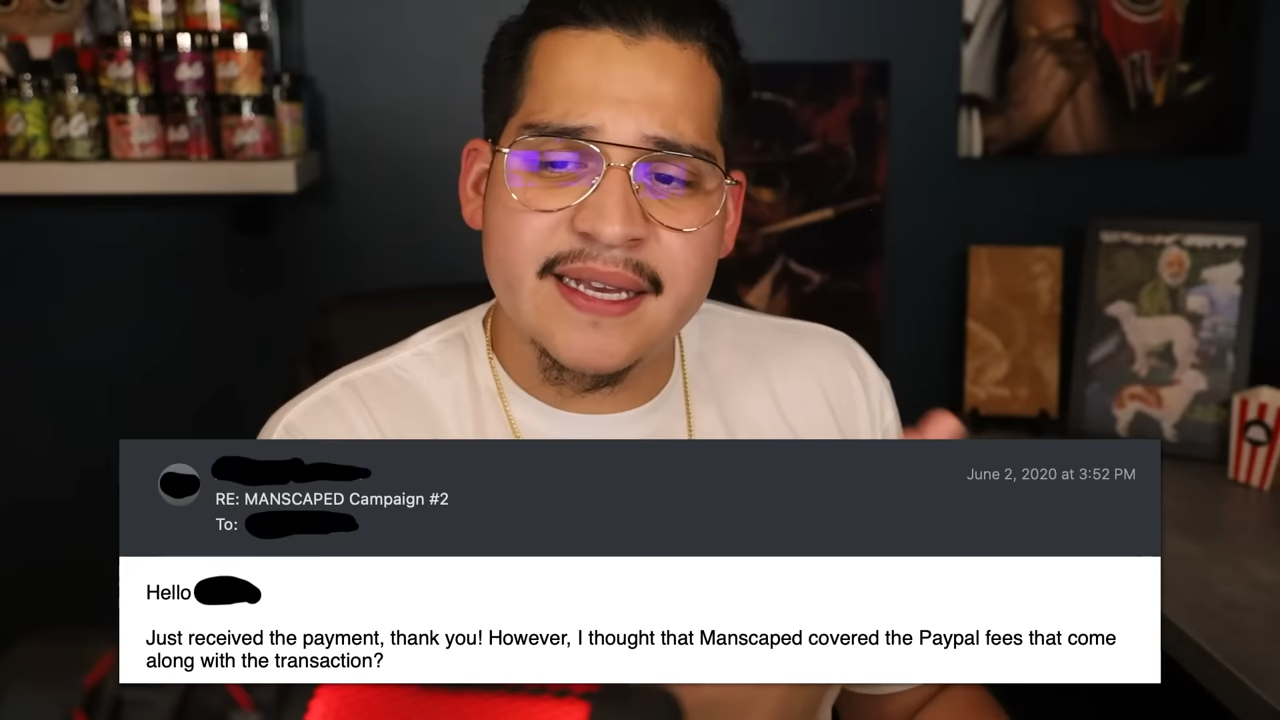 June 2, 2020 at 3:52 PM
RE: MANSCAPED Campaign #2
To:
Hello
Just received the payment, thank you! However, I thought that Manscaped covered the Paypal fees that come
along with the transaction?